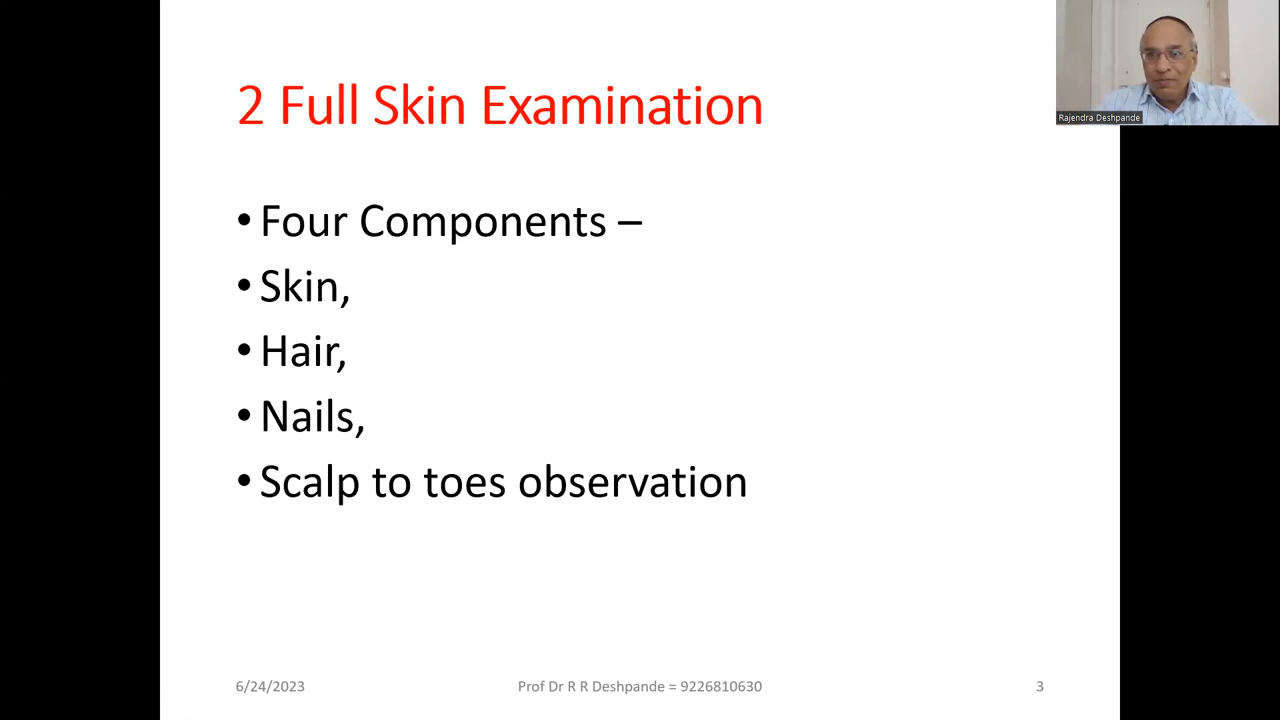 2 Full Skin Examination
Rajendra Deshpande
• Four Components –
• Skin,
• Hair,
• Nails,
• Scalp to toes observation
6/24/2023
Prof Dr R R Deshpande = 9226810630
3